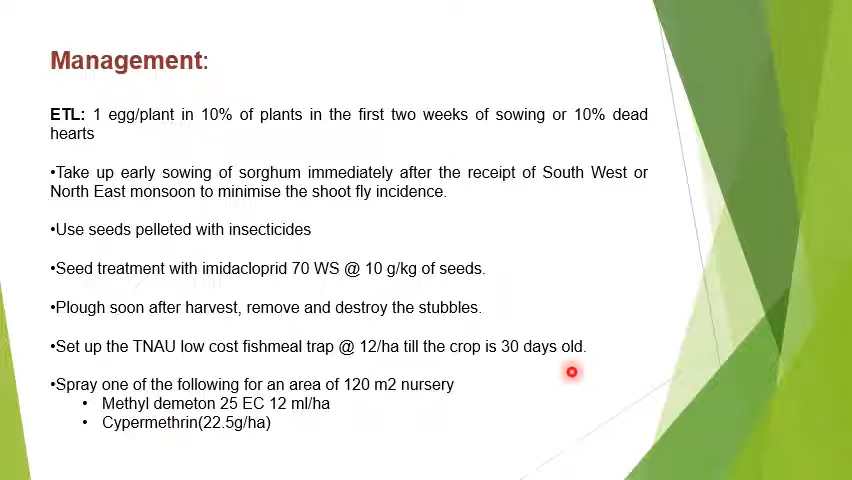 Management:
ETL: 1 egg/plant in 10% of plants in the first two weeks of sowing or 10% dead
hearts
•Take up early sowing of sorghum immediately after the receipt of South West or
North East monsoon to minimise the shoot fly incidence.
•Use seeds pelleted with insecticides
•Seed treatment with imidacloprid 70 WS @ 10 g/kg of seeds.
•Plough soon after harvest, remove and destroy the stubbles.
•Set up the TNAU low cost fishmeal trap @ 12/ha till the crop is 30 days old.
•Spray one of the following for an area of 120 m2 nursery
• Methyl demeton 25 EC 12 ml/ha
• Cypermethrin(22.5g/ha)